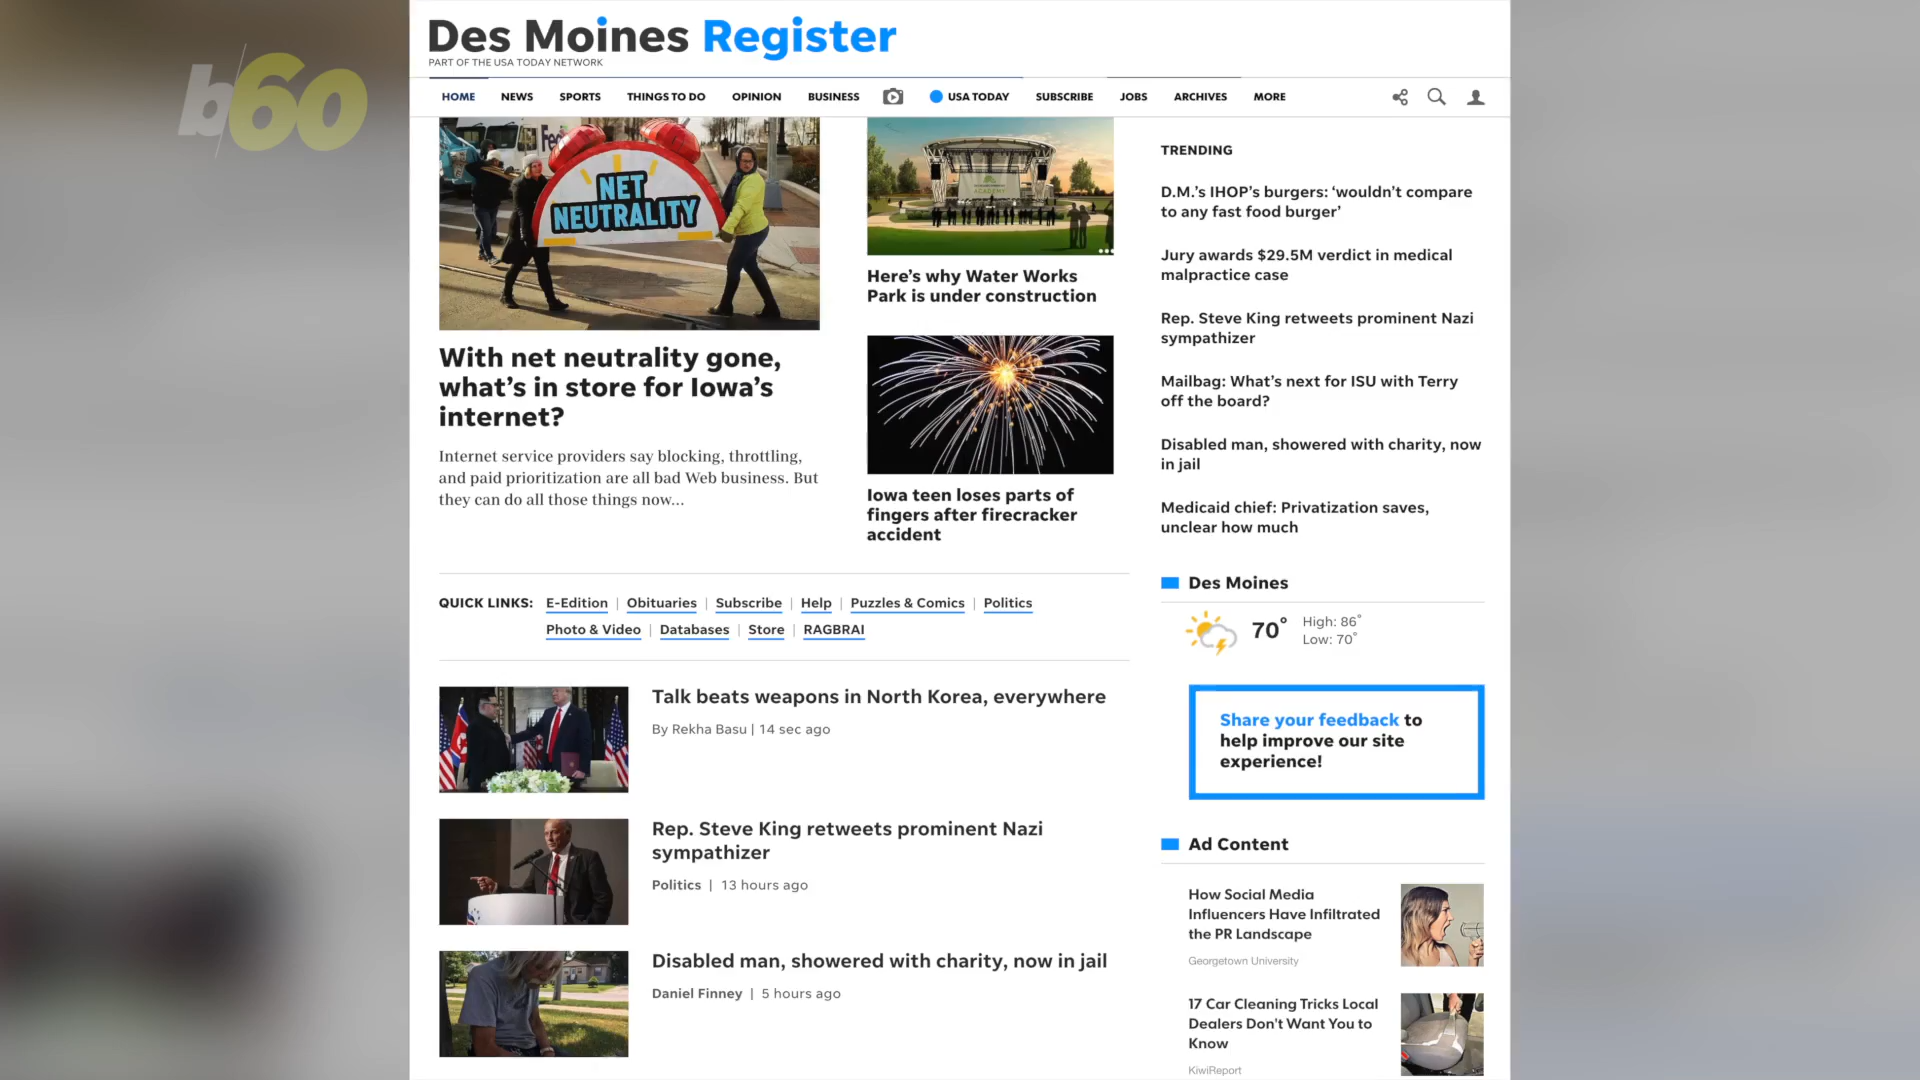 b60
Des Moines Register
PART OF THE USA TODAY NETWORK
HOME NEWS SPORTS THINGS TO DO OPINION BUSINESS USA TODAY SUBSCRIBE JOBS ARCHIVES MORE
NET
NEUTRALITY
With net neutrality gone,
what's in store for Iowa's
internet?
Internet service providers say blocking, throttling,
and paid prioritization are all bad Web business. But
they can do all those things now...
ACADEMY
Here's why Water Works
Park is under construction
Iowa teen loses parts of
fingers after firecracker
accident
TRENDING
D.M.'s IHOP's burgers: ‘wouldn't compare
to any fast food burger’
Jury awards $29.5M verdict in medical
malpractice case
Rep. Steve King retweets prominent Nazi
sympathizer
Mailbag: What's next for ISU with Terry
off the board?
Disabled man, showered with charity, now
in jail
Medicaid chief: Privatization saves,
unclear how much
QUICK LINKS: E-Edition | Obituaries | Subscribe | Help | Puzzles & Comics | Politics
Photo & Video | Databases | Store | RAGBRAI
Des Moines
70° High: 86°
Low: 70°
Talk beats weapons in North Korea, everywhere
By Rekha Basu | 14 sec ago
Rep. Steve King retweets prominent Nazi
sympathizer
Politics | 13 hours ago
Disabled man, showered with charity, now in jail
Daniel Finney | 5 hours ago
Share your feedback to
help improve our site
experience!
Ad Content
How Social Media
Influencers Have Infiltrated
the PR Landscape
Georgetown University
17 Car Cleaning Tricks Local
Dealers Don't Want You to
Know
KiwiReport